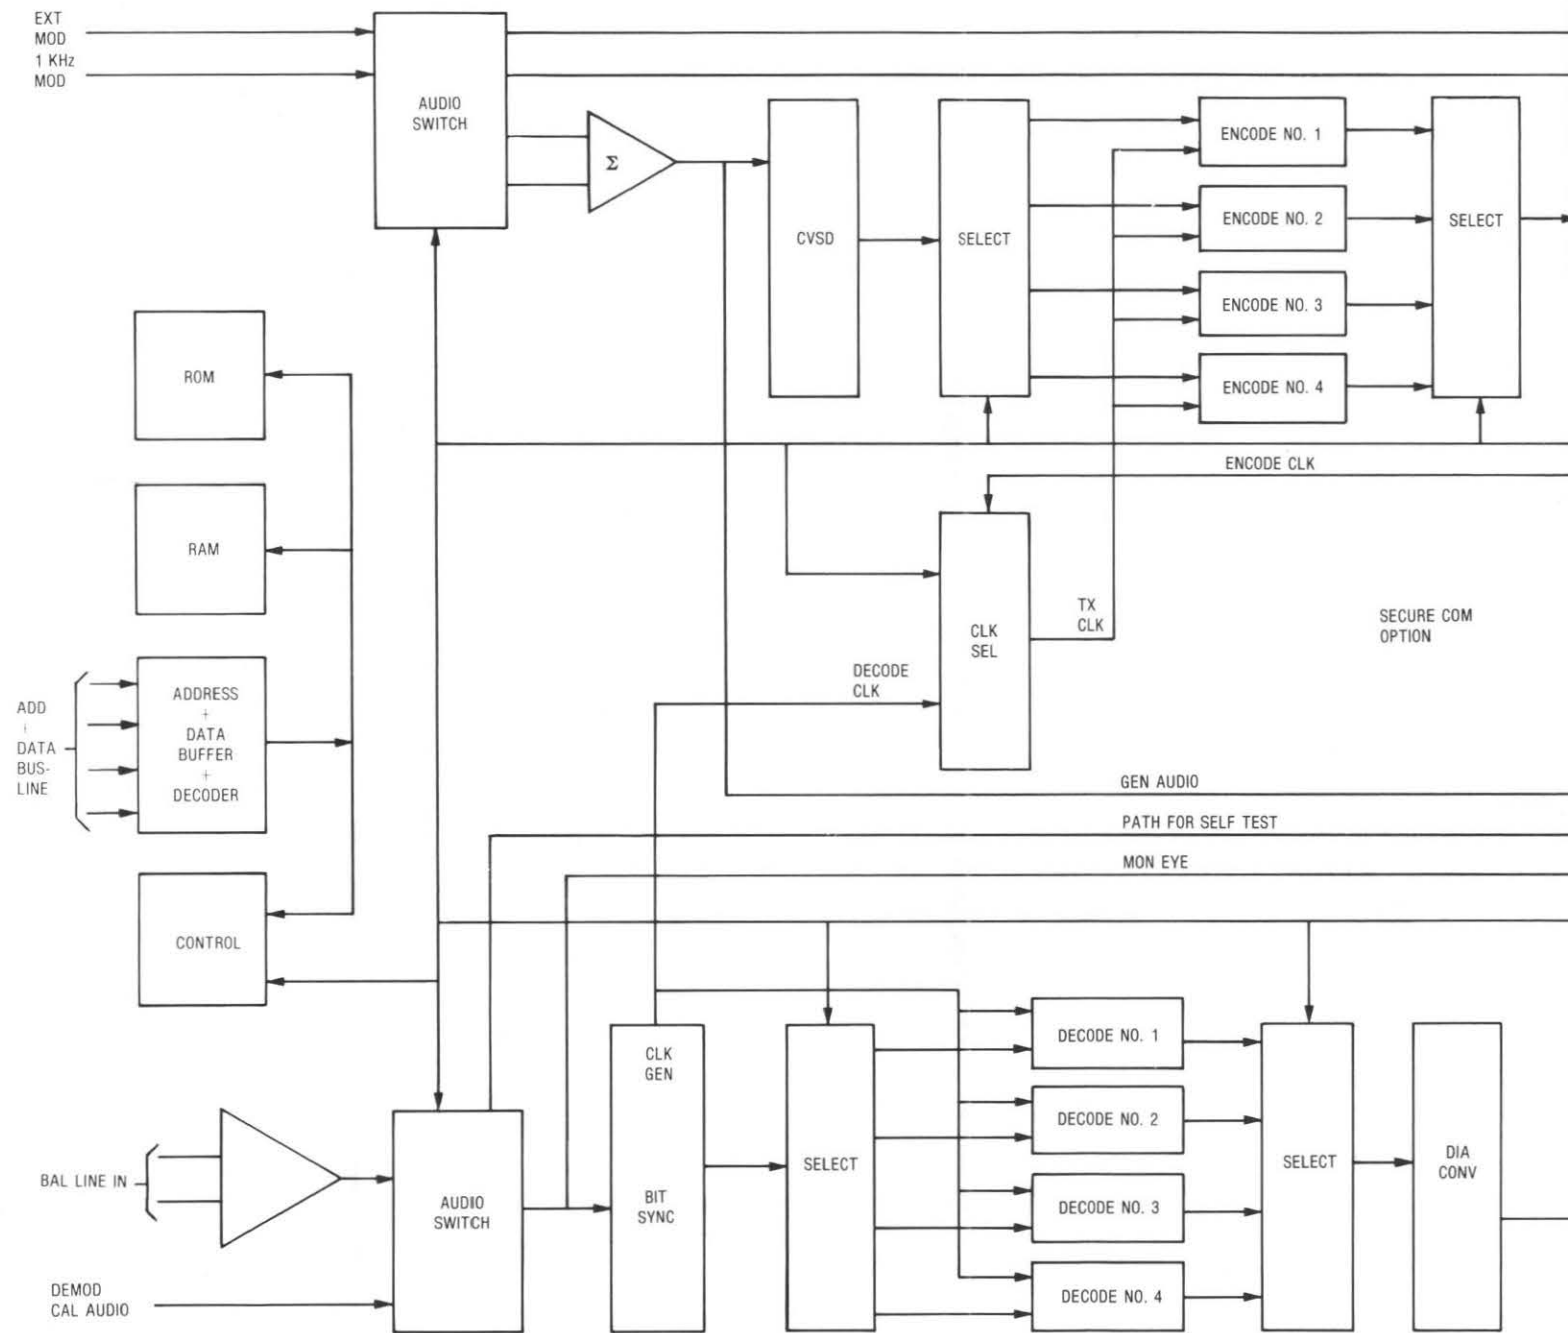 EXT
MOD
1 KHz
MOD
AUDIO
SWITCH
Σ
CVSD
SELECT
ENCODE NO. 1
ENCODE NO. 2
ENCODE NO. 3
ENCODE NO. 4
SELECT
ROM
RAM
ADD
+
DATA
BUS-
LINE
ADDRESS
+
DATA
BUFFER
+
DECODER
CONTROL
ENCODE CLK
CLK
SEL
TX
CLK
DECODE
CLK
SECURE COM
OPTION
GEN AUDIO
PATH FOR SELF TEST
MON EYE
BAL LINE IN
DEMOD
CAL AUDIO
AUDIO
SWITCH
CLK
GEN
BIT
SYNC
SELECT
DECODE NO. 1
DECODE NO. 2
DECODE NO. 3
DECODE NO. 4
SELECT
DIA
CONV